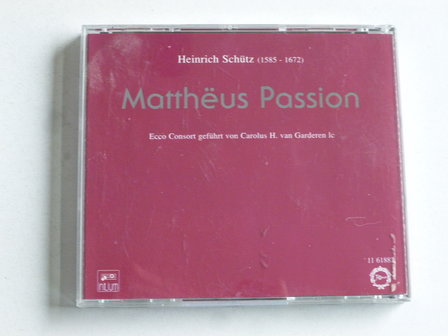 Heinrich Schütz (1585 - 1672)
Matthëus Passion
Ecco Consort geführt von Carolus H. van Garderen lc